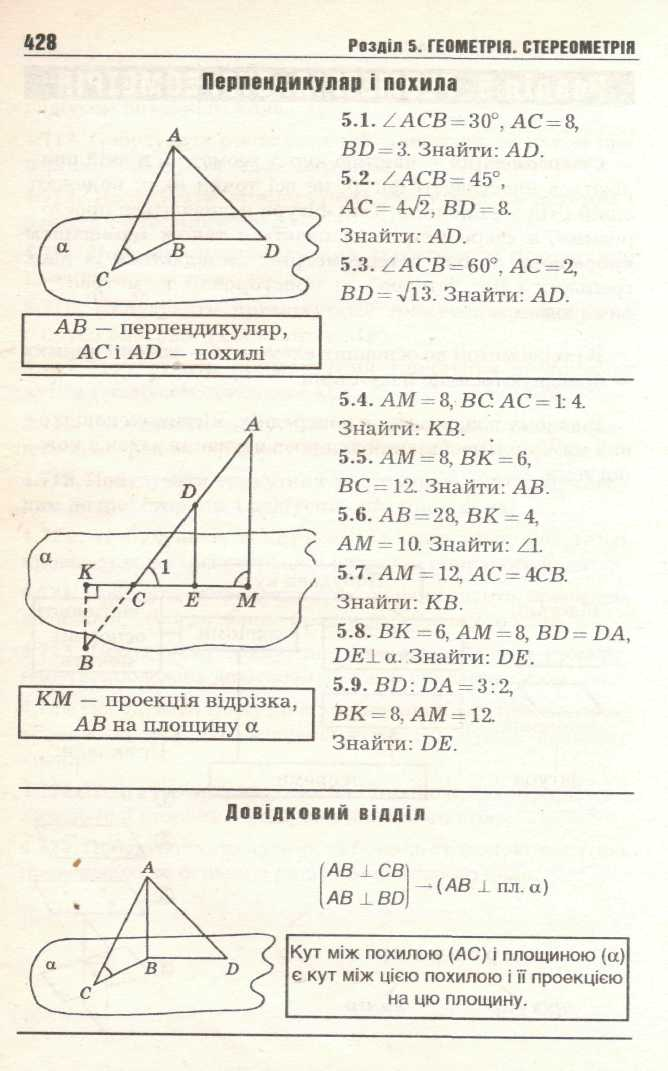 428
Розділ 5. ГЕОМЕТРІЯ. СТЕРЕОМЕТРІЯ
Перпендикуляр і похила
A
α
B
C
D
AB — перпендикуляр,
AC і AD — похилі
5.1. ∠ACB=30°, AC=8,
BD=3. Знайти: AD.
5.2. ∠ACB=45°,
AC=4√2, BD=8.
Знайти: AD.
5.3. ∠ACB=60°, AC=2,
BD=√13. Знайти: AD.
A
D
α
K
1
C
E
M
B
KM — проекція відрізка,
AB на площину α
5.4. AM=8, BC: AC=1:4.
Знайти: KB.
5.5. AM=8, BK=6,
BC=12. Знайти: AB.
5.6. AB=28, BK=4,
AM=10. Знайти: ∠1.
5.7. AM=12, AC=4CB.
Знайти: KB.
5.8. BK=6, AM=8, BD=DA,
DE⊥α. Знайти: DE.
5.9. BD:DA=3:2,
BK=8, AM=12.
Знайти: DE.
Довідковий відділ
A
α
B
D
C
AB ⊥ CB
AB ⊥ BD
→(AB ⊥ пл. α)
Кут між похилою (AC) і площиною (α)
є кут між цією похилою і її проекцією
на цю площину.